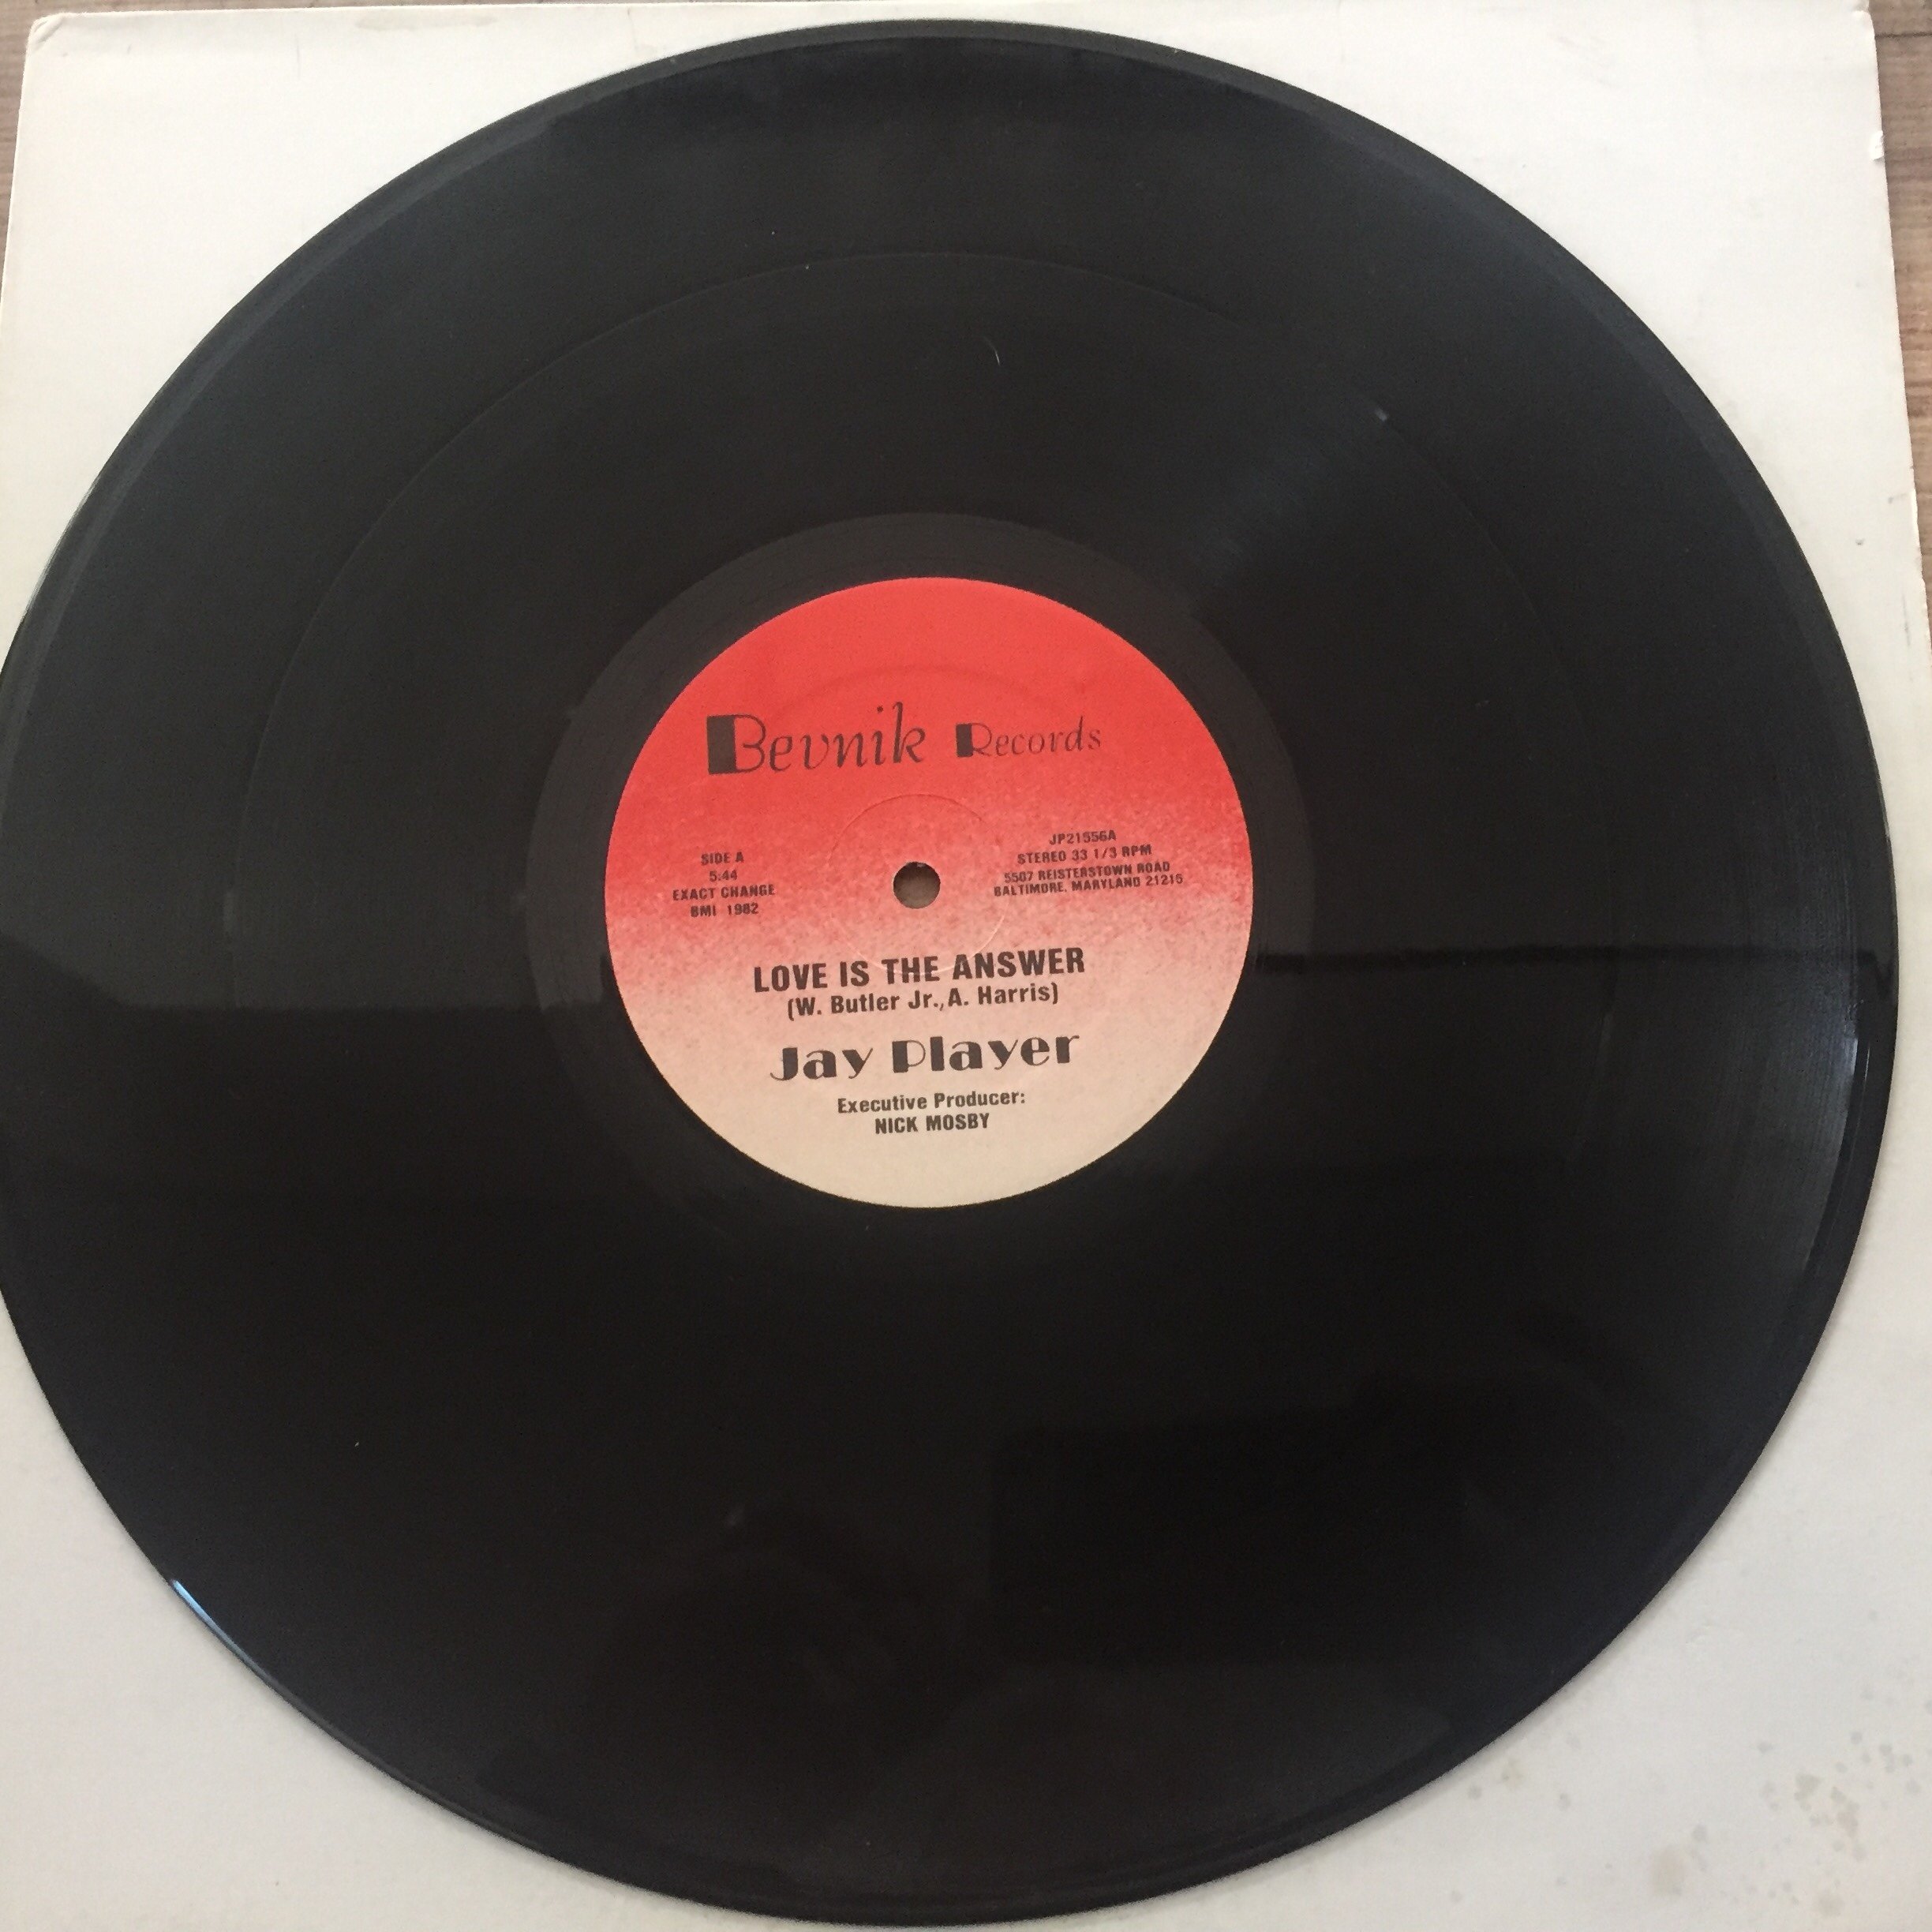 Bevnik Records
SIDE A
5:44
EXACT CHANGE
BMI 1982
JP21556A
STEREO 33 1/3 RPM
5507 REISTERSTOWN ROAD
BALTIMORE, MARYLAND 21215
LOVE IS THE ANSWER
(W. Butler Jr., A. Harris)
Jay Player
Executive Producer:
NICK MOSBY